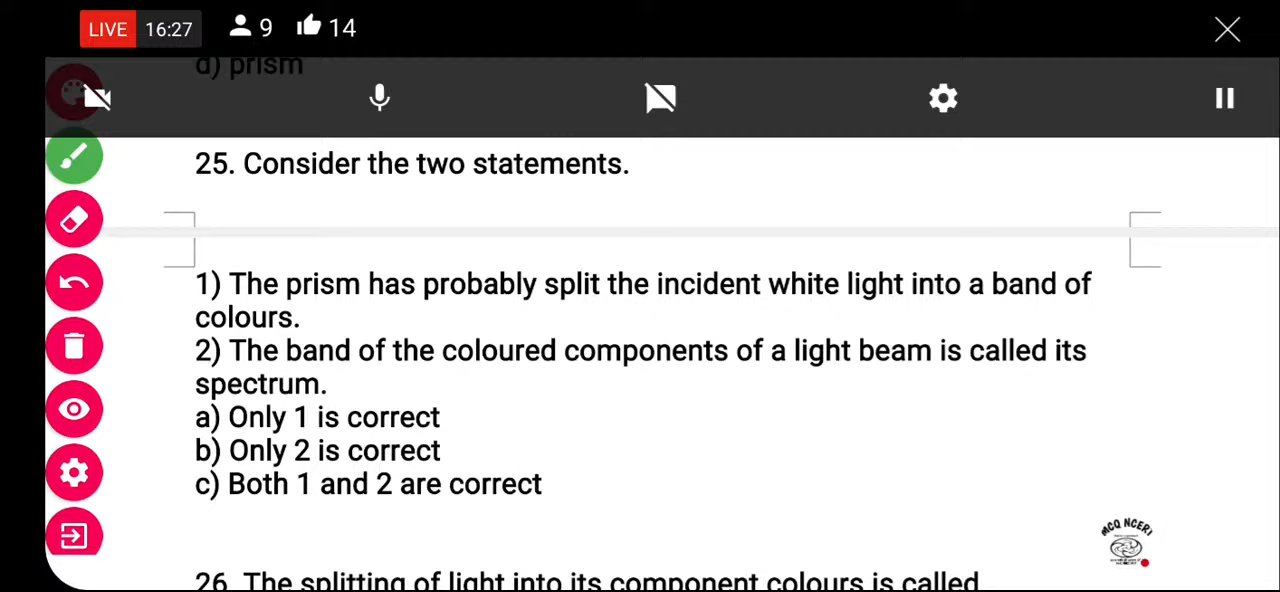 LIVE 16:27 9 14
d) prism
25. Consider the two statements.
1) The prism has probably split the incident white light into a band of
colours.
2) The band of the coloured components of a light beam is called its
spectrum.
a) Only 1 is correct
b) Only 2 is correct
c) Both 1 and 2 are correct
MCQ NCERT
26. The splitting of light into its component colours is called